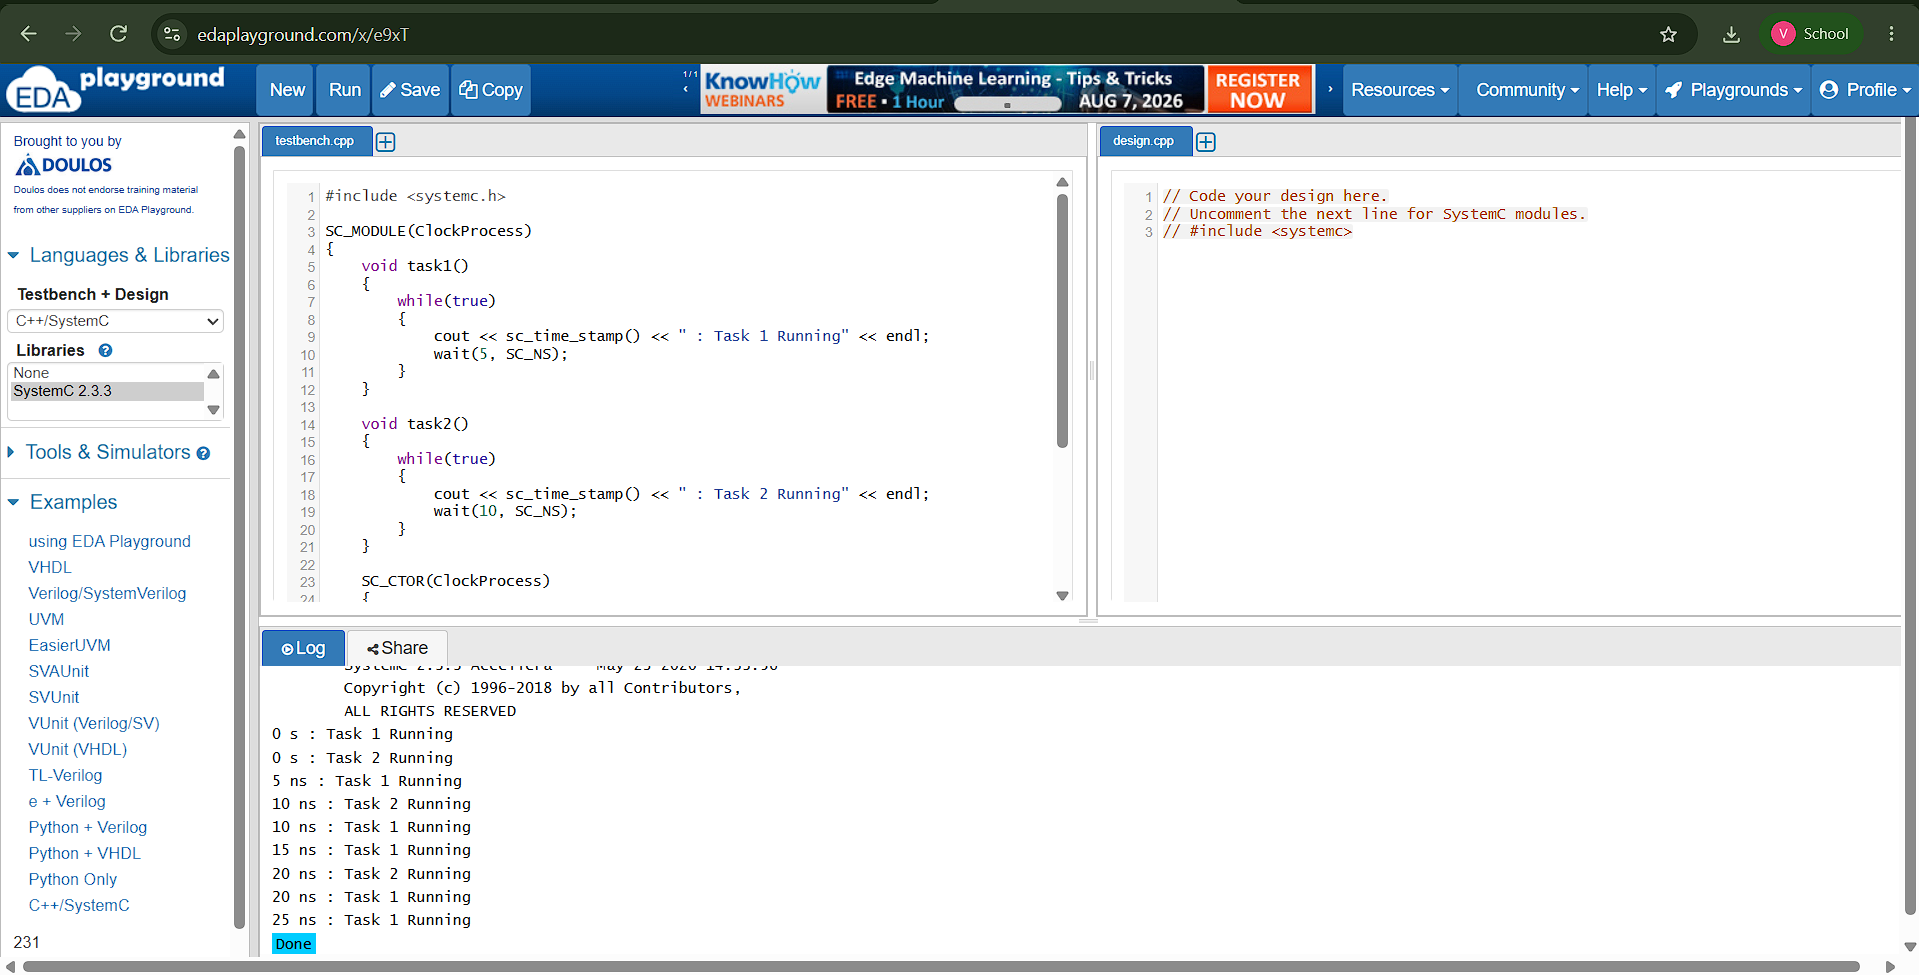 edaplayground.com/x/e9xT
School
V
EDA playground
New
Run
Save
Copy
1/1
KnowHow WEBINARS
Edge Machine Learning - Tips & Tricks
FREE • 1 Hour
AUG 7, 2026
REGISTER NOW
Resources
Community
Help
Playgrounds
Profile
Brought to you by
DOULOS
Doulos does not endorse training material
from other suppliers on EDA Playground.
Languages & Libraries
Testbench + Design
C++/SystemC
Libraries
None
SystemC 2.3.3
Tools & Simulators
Examples
using EDA Playground
VHDL
Verilog/SystemVerilog
UVM
EasierUVM
SVAUnit
SVUnit
VUnit (Verilog/SV)
VUnit (VHDL)
TL-Verilog
e + Verilog
Python + Verilog
Python + VHDL
Python Only
C++/SystemC
231
testbench.cpp
1 #include <systemc.h>
2
3 SC_MODULE(ClockProcess)
4 {
5 void task1()
6 {
7 while(true)
8 {
9 cout << sc_time_stamp() << " : Task 1 Running" << endl;
10 wait(5, SC_NS);
11 }
12 }
13
14 void task2()
15 {
16 while(true)
17 {
18 cout << sc_time_stamp() << " : Task 2 Running" << endl;
19 wait(10, SC_NS);
20 }
21 }
22
23 SC_CTOR(ClockProcess)
24 {
design.cpp
1 // Code your design here.
2 // Uncomment the next line for SystemC modules.
3 // #include <systemc>
Log
Share
Copyright (c) 1996-2018 by all Contributors,
ALL RIGHTS RESERVED
0 s : Task 1 Running
0 s : Task 2 Running
5 ns : Task 1 Running
10 ns : Task 2 Running
10 ns : Task 1 Running
15 ns : Task 1 Running
20 ns : Task 2 Running
20 ns : Task 1 Running
25 ns : Task 1 Running
Done